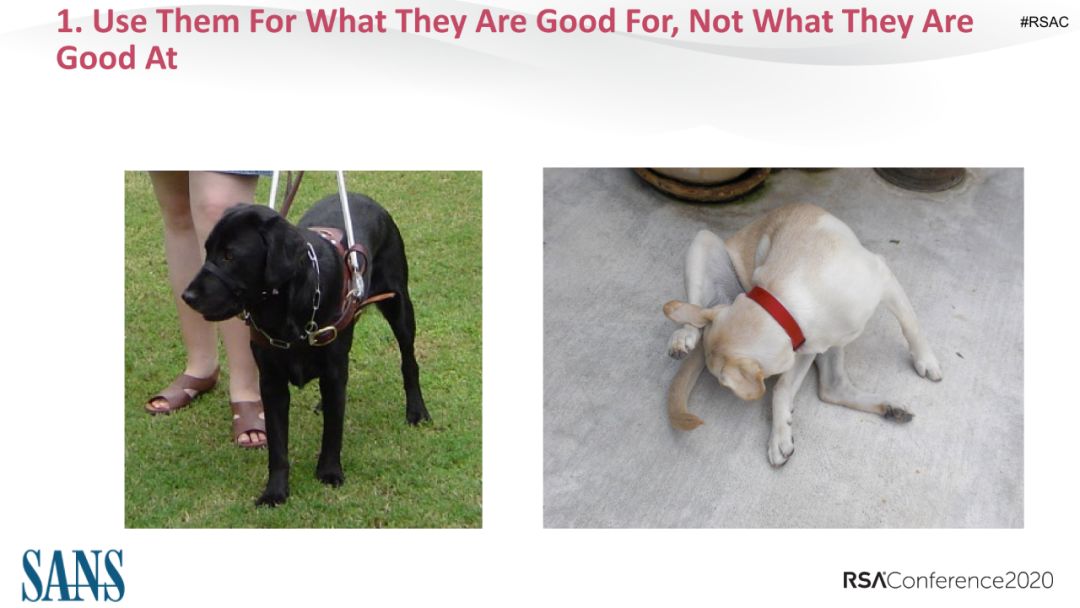 1. Use Them For What They Are Good For, Not What They Are
Good At
#RSAC
SANS
RSAConference2020